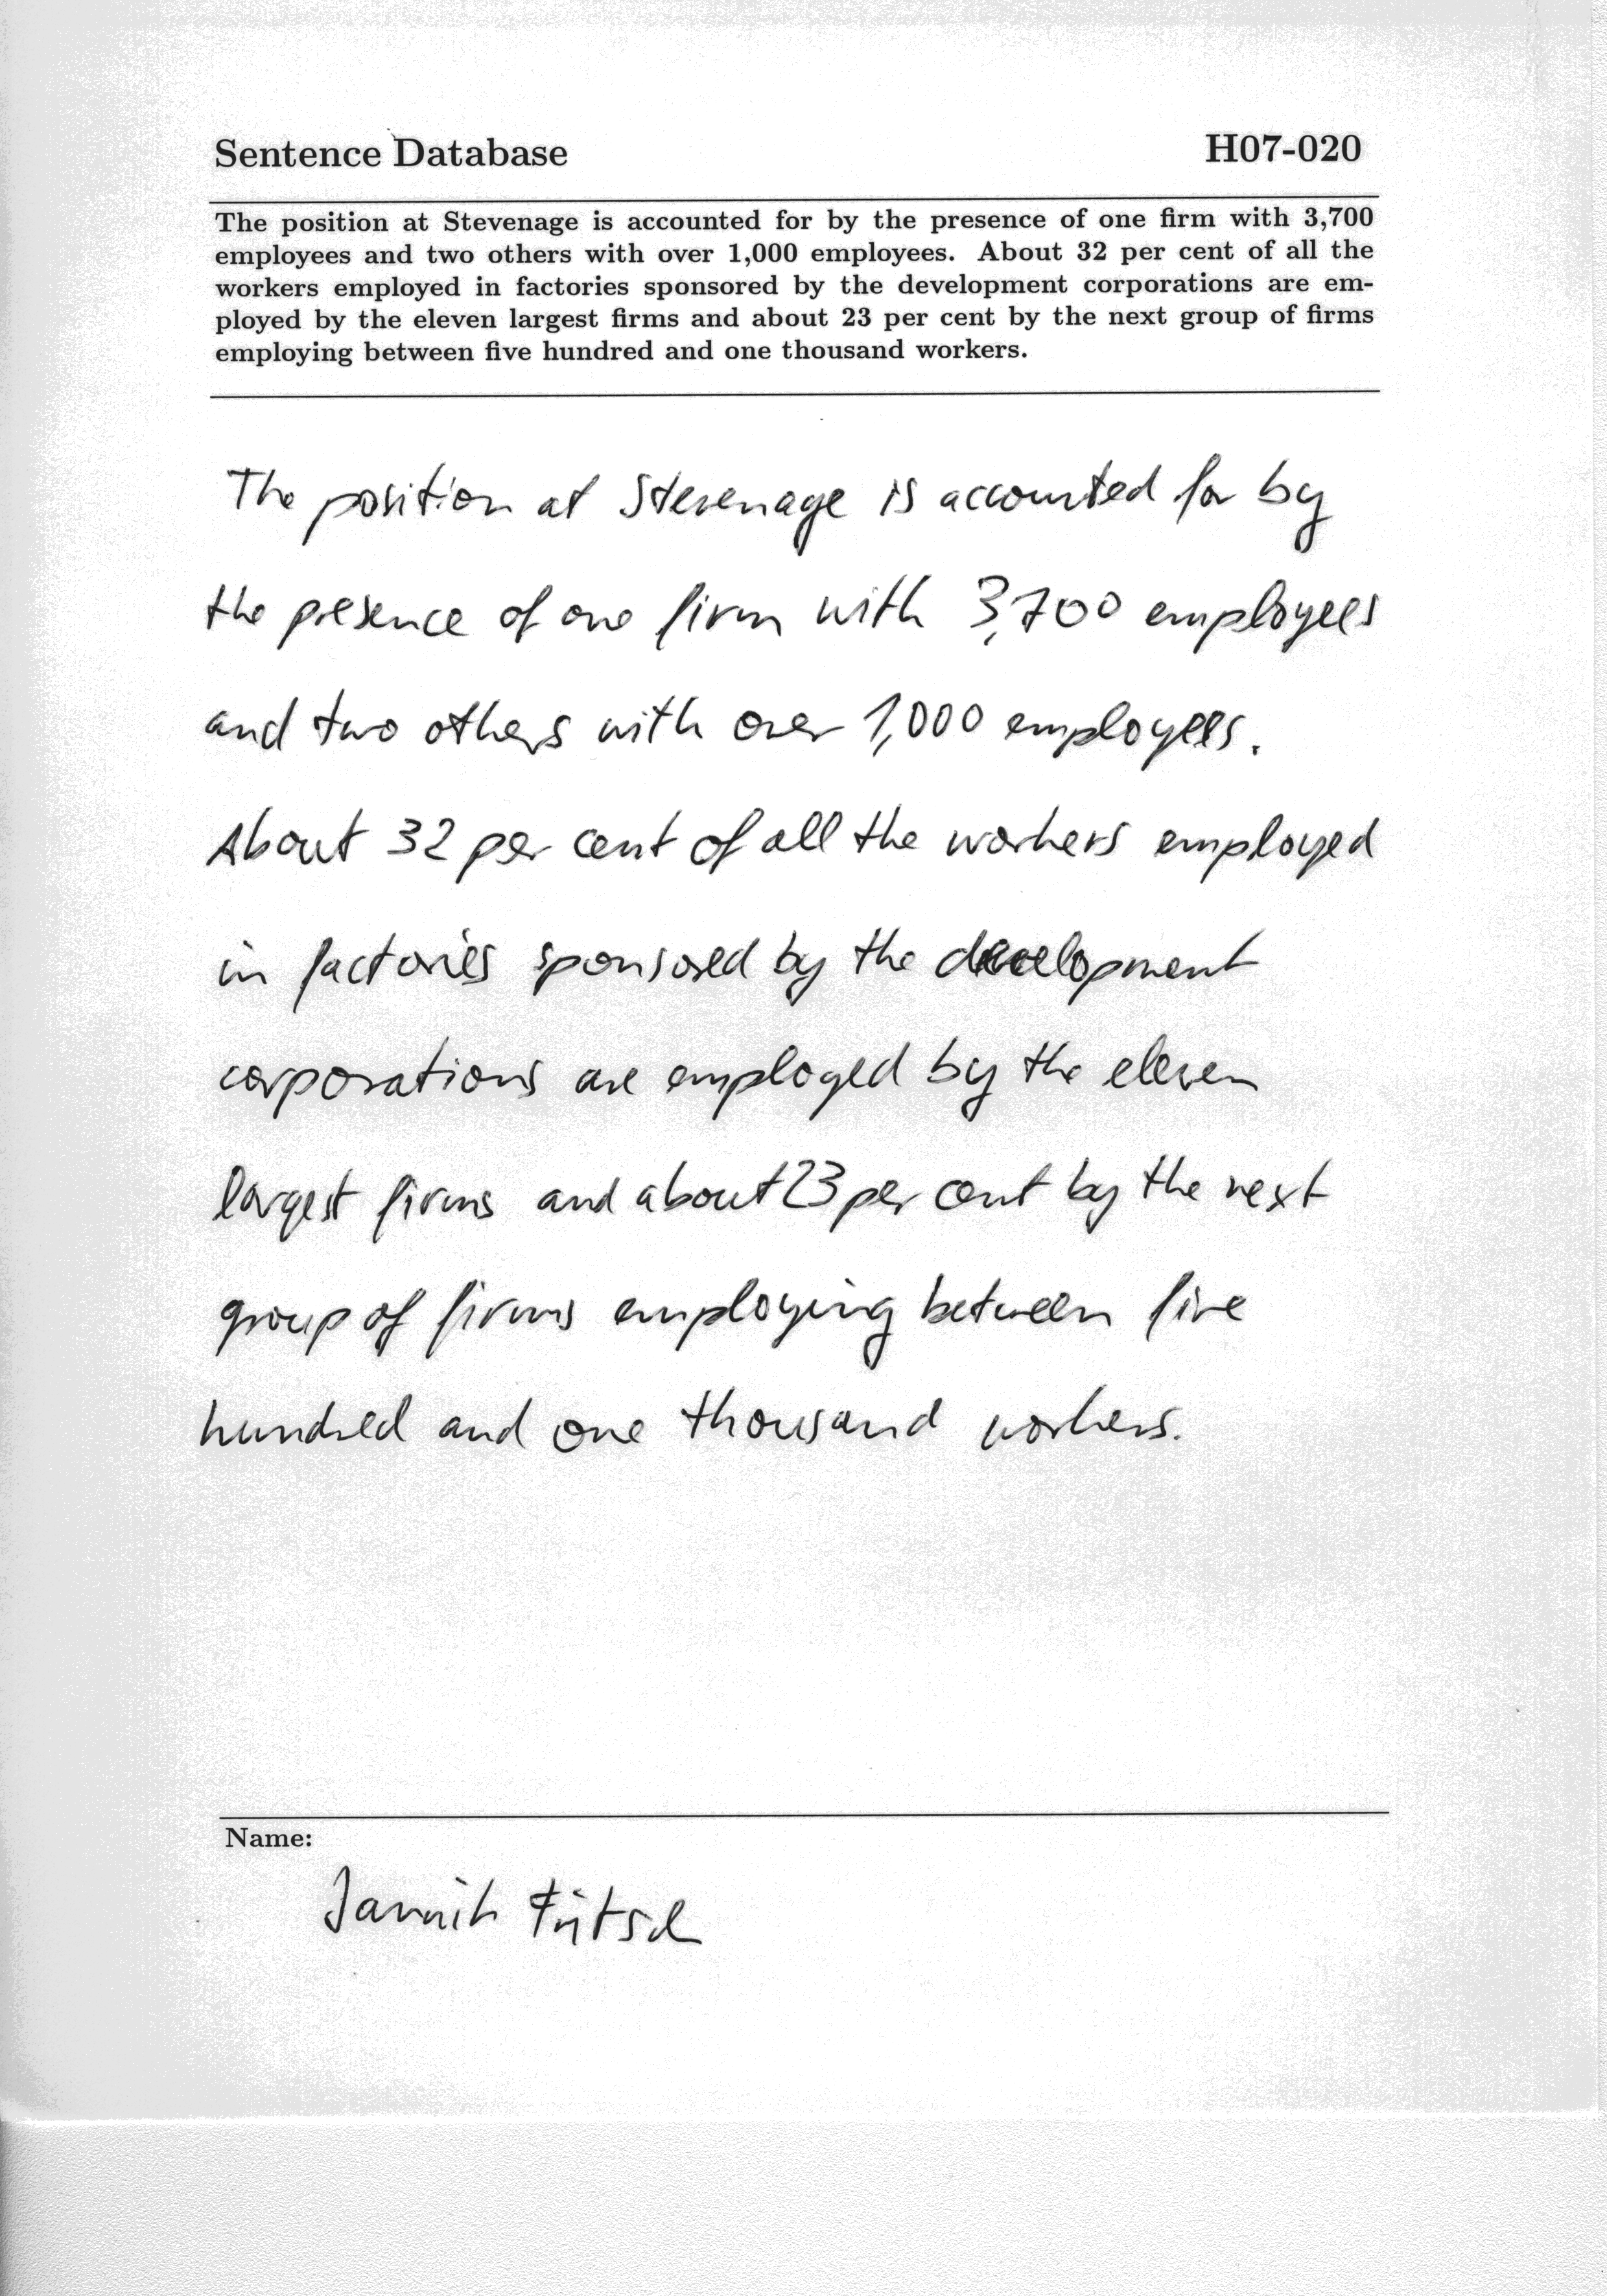 Sentence Database H07-020
The position at Stevenage is accounted for by the presence of one firm with 3,700
employees and two others with over 1,000 employees. About 32 per cent of all the
workers employed in factories sponsored by the development corporations are em-
ployed by the eleven largest firms and about 23 per cent by the next group of firms
employing between five hundred and one thousand workers.
The position at Stevenage is accounted for by
the presence of one firm with 3,700 employees
and two others with over 1,000 employees.
About 32 per cent of all the workers employed
in factories sponsored by the development
corporations are employed by the eleven
largest firms and about 23 per cent by the next
group of firms employing between five
hundred and one thousand workers.
Name: